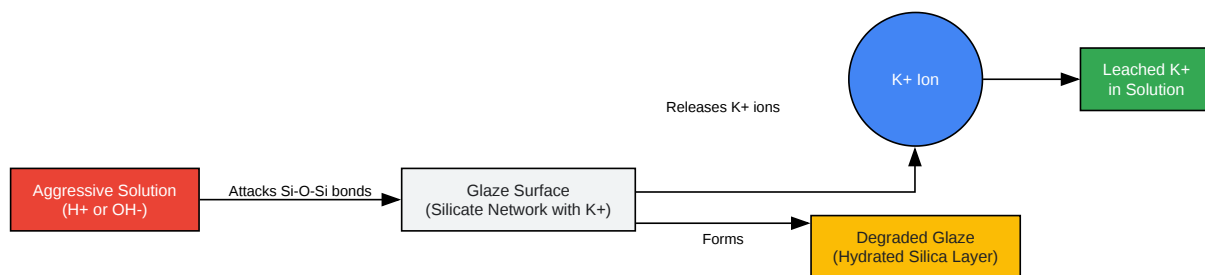 Aggressive Solution
(H+ or OH-)
Attacks Si-O-Si bonds
Glaze Surface
(Silicate Network with K+)
Releases K+ ions
K+ Ion
Leached K+
in Solution
Forms
Degraded Glaze
(Hydrated Silica Layer)